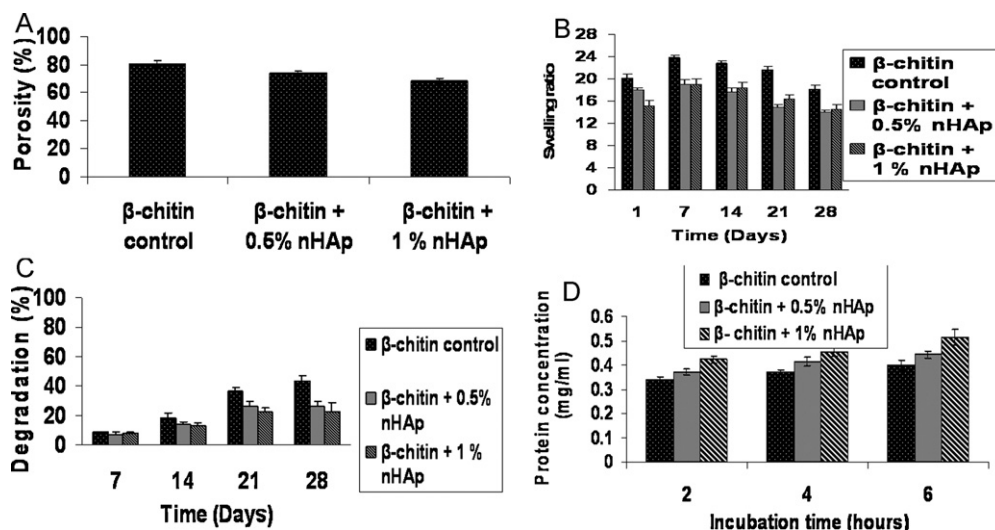 A
Porosity (%)
100
80
60
40
20
0
β-chitin
control
β-chitin +
0.5% nHAp
β-chitin +
1 % nHAp
B
Swelling ratio
28
24
20
16
12
8
4
0
1 7 14 21 28
Time (Days)
β-chitin
control
β-chitin +
0.5% nHAp
β-chitin +
1 % nHAp
C
Degradation (%)
100
80
60
40
20
0
7 14 21 28
Time (Days)
β-chitin control
β-chitin + 0.5%
nHAp
β-chitin + 1 %
nHAp
D
β-chitin control
β-chitin + 0.5% nHAp
β- chitin + 1% nHAp
Protein concentration
(mg/ml)
0.6
0.5
0.4
0.3
0.2
0.1
0
2 4 6
Incubation time (hours)